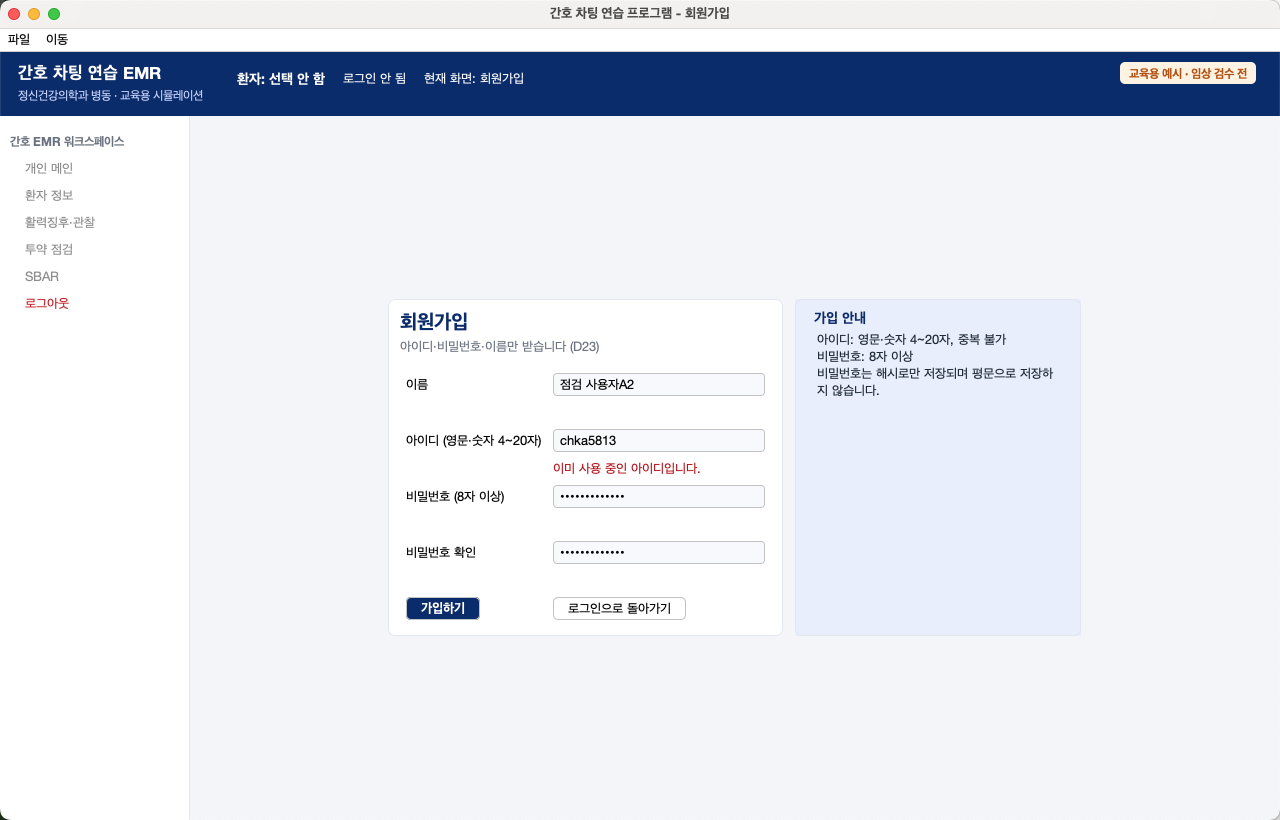 간호 차팅 연습 프로그램 - 회원가입
파일 이동
간호 차팅 연습 EMR
정신건강의학과 병동 · 교육용 시뮬레이션
환자: 선택 안 함 로그인 안 됨 현재 화면: 회원가입
교육용 예시 · 임상 검수 전
간호 EMR 워크스페이스
개인 메인
환자 정보
활력징후·관찰
투약 점검
SBAR
로그아웃
회원가입
아이디·비밀번호·이름만 받습니다 (D23)
이름 점검 사용자A2
아이디 (영문·숫자 4~20자) chka5813
이미 사용 중인 아이디입니다.
비밀번호 (8자 이상) •••••••••••••
비밀번호 확인 •••••••••••••
가입하기 로그인으로 돌아가기
가입 안내
아이디: 영문·숫자 4~20자, 중복 불가
비밀번호: 8자 이상
비밀번호는 해시로만 저장되며 평문으로 저장하
지 않습니다.